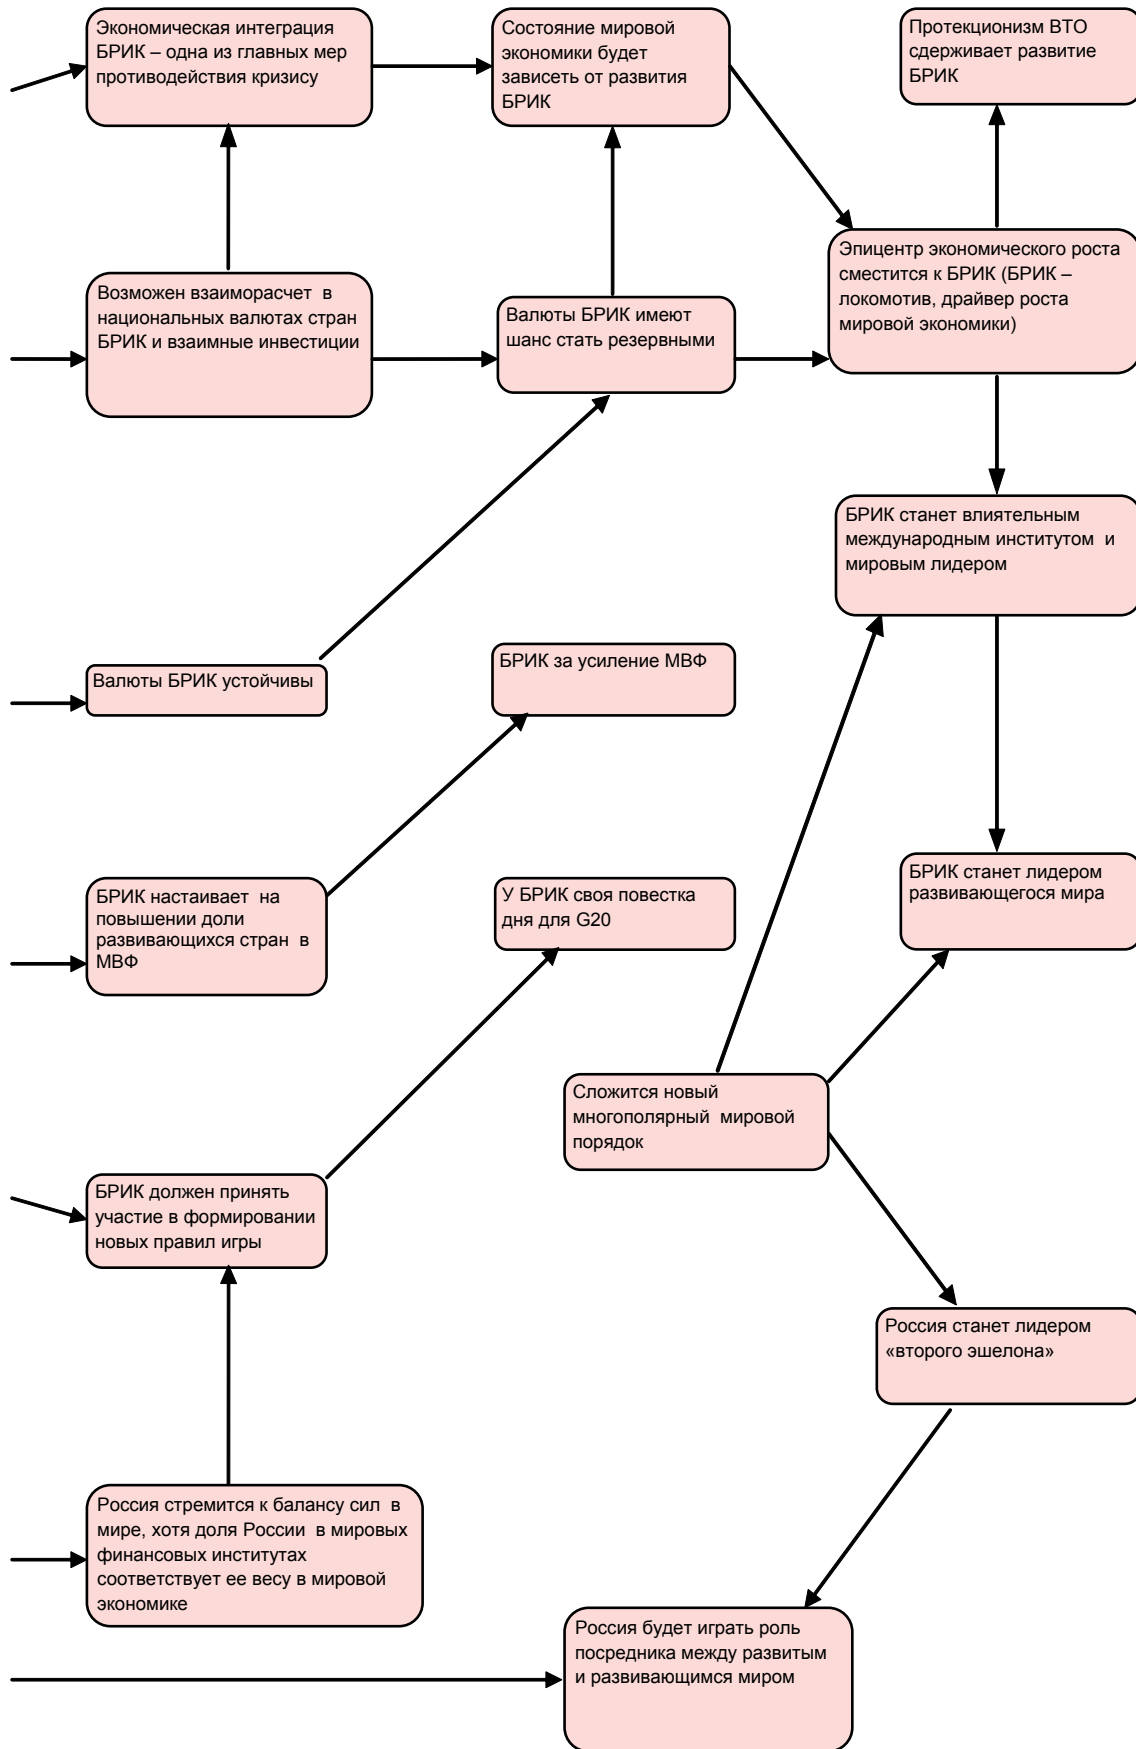 Экономическая интеграция
БРИК – одна из главных мер
противодействия кризису
Состояние мировой
экономики будет
зависеть от развития
БРИК
Протекционизм ВТО
сдерживает развитие
БРИК
Возможен взаиморасчет в
национальных валютах стран
БРИК и взаимные инвестиции
Валюты БРИК имеют
шанс стать резервными
Эпицентр экономического роста
сместится к БРИК (БРИК –
локомотив, драйвер роста
мировой экономики)
БРИК станет влиятельным
международным институтом и
мировым лидером
Валюты БРИК устойчивы
БРИК за усиление МВФ
БРИК настаивает на
повышении доли
развивающихся стран в
МВФ
У БРИК своя повестка
дня для G20
БРИК станет лидером
развивающегося мира
Сложится новый
многополярный мировой
порядок
БРИК должен принять
участие в формировании
новых правил игры
Россия станет лидером
«второго эшелона»
Россия стремится к балансу сил в
мире, хотя доля России в мировых
финансовых институтах
соответствует ее весу в мировой
экономике
Россия будет играть роль
посредника между развитым
и развивающимся миром